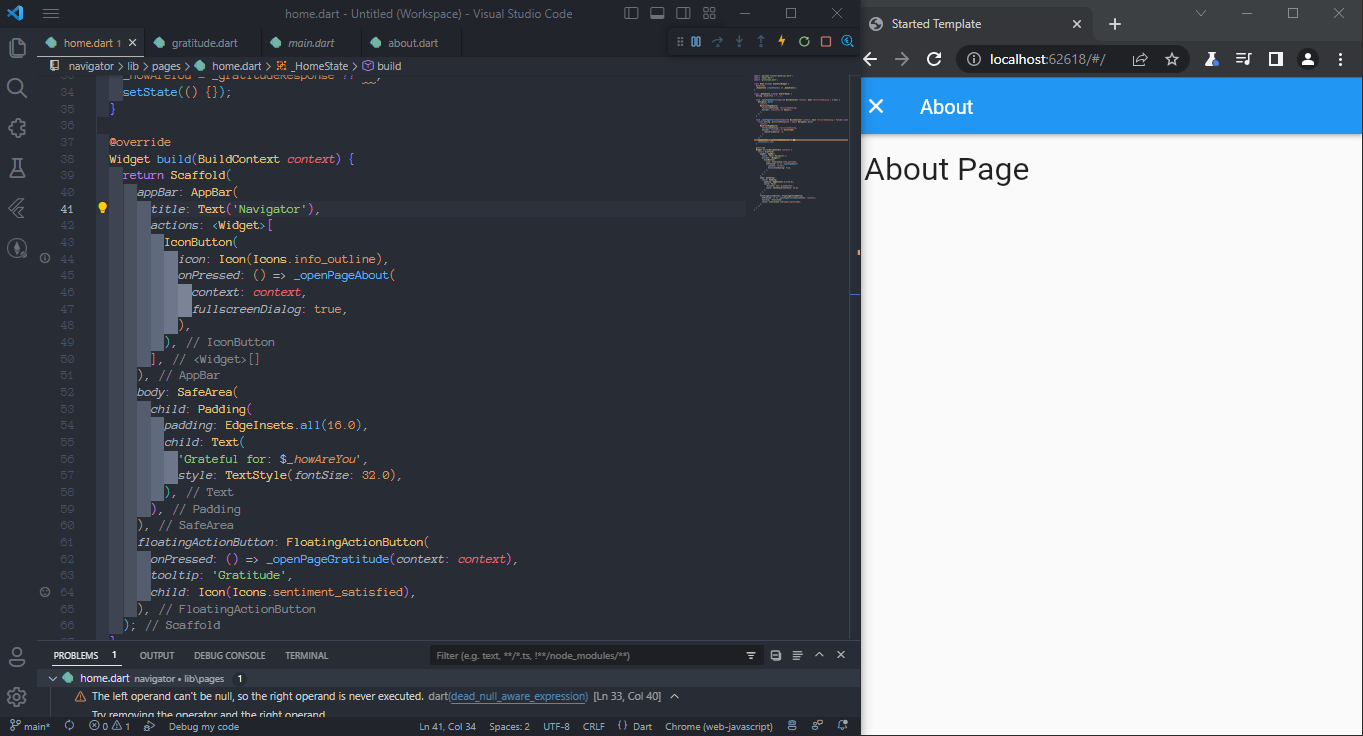 home.dart - Untitled (Workspace) - Visual Studio Code
home.dart 1
gratitude.dart
main.dart
about.dart
navigator > lib > pages > home.dart > _HomeState > build
33 _howAreYou = _gratitudeResponse ??
34 setState(() {});
35 }
36
37 @override
38 Widget build(BuildContext context) {
39 return Scaffold(
40 appBar: AppBar(
41 title: Text('Navigator'),
42 actions: <Widget>[
43 IconButton(
44 icon: Icon(Icons.info_outline),
45 onPressed: () => _openPageAbout(
46 context: context,
47 fullscreenDialog: true,
48 ),
49 ), // IconButton
50 ], // <Widget>[]
51 ), // AppBar
52 body: SafeArea(
53 child: Padding(
54 padding: EdgeInsets.all(16.0),
55 child: Text(
56 'Grateful for: $_howAreYou',
57 style: TextStyle(fontSize: 32.0),
58 ), // Text
59 ), // Padding
60 ), // SafeArea
61 floatingActionButton: FloatingActionButton(
62 onPressed: () => _openPageGratitude(context: context),
63 tooltip: 'Gratitude',
64 child: Icon(Icons.sentiment_satisfied),
65 ), // FloatingActionButton
66 ); // Scaffold
67 }
PROBLEMS 1 OUTPUT DEBUG CONSOLE TERMINAL
Filter (e.g. text, **/*.ts, !**/node_modules/**)
home.dart navigator • lib\pages 1
The left operand can't be null, so the right operand is never executed. dart(dead_null_aware_expression) [Ln 33, Col 40]
Try removing the operator and the right operand.
main* 0 1 Debug my code Ln 41, Col 34 Spaces: 2 UTF-8 CRLF {} Dart Chrome (web-javascript)
Started Template
localhost:62618/#/
About
About Page